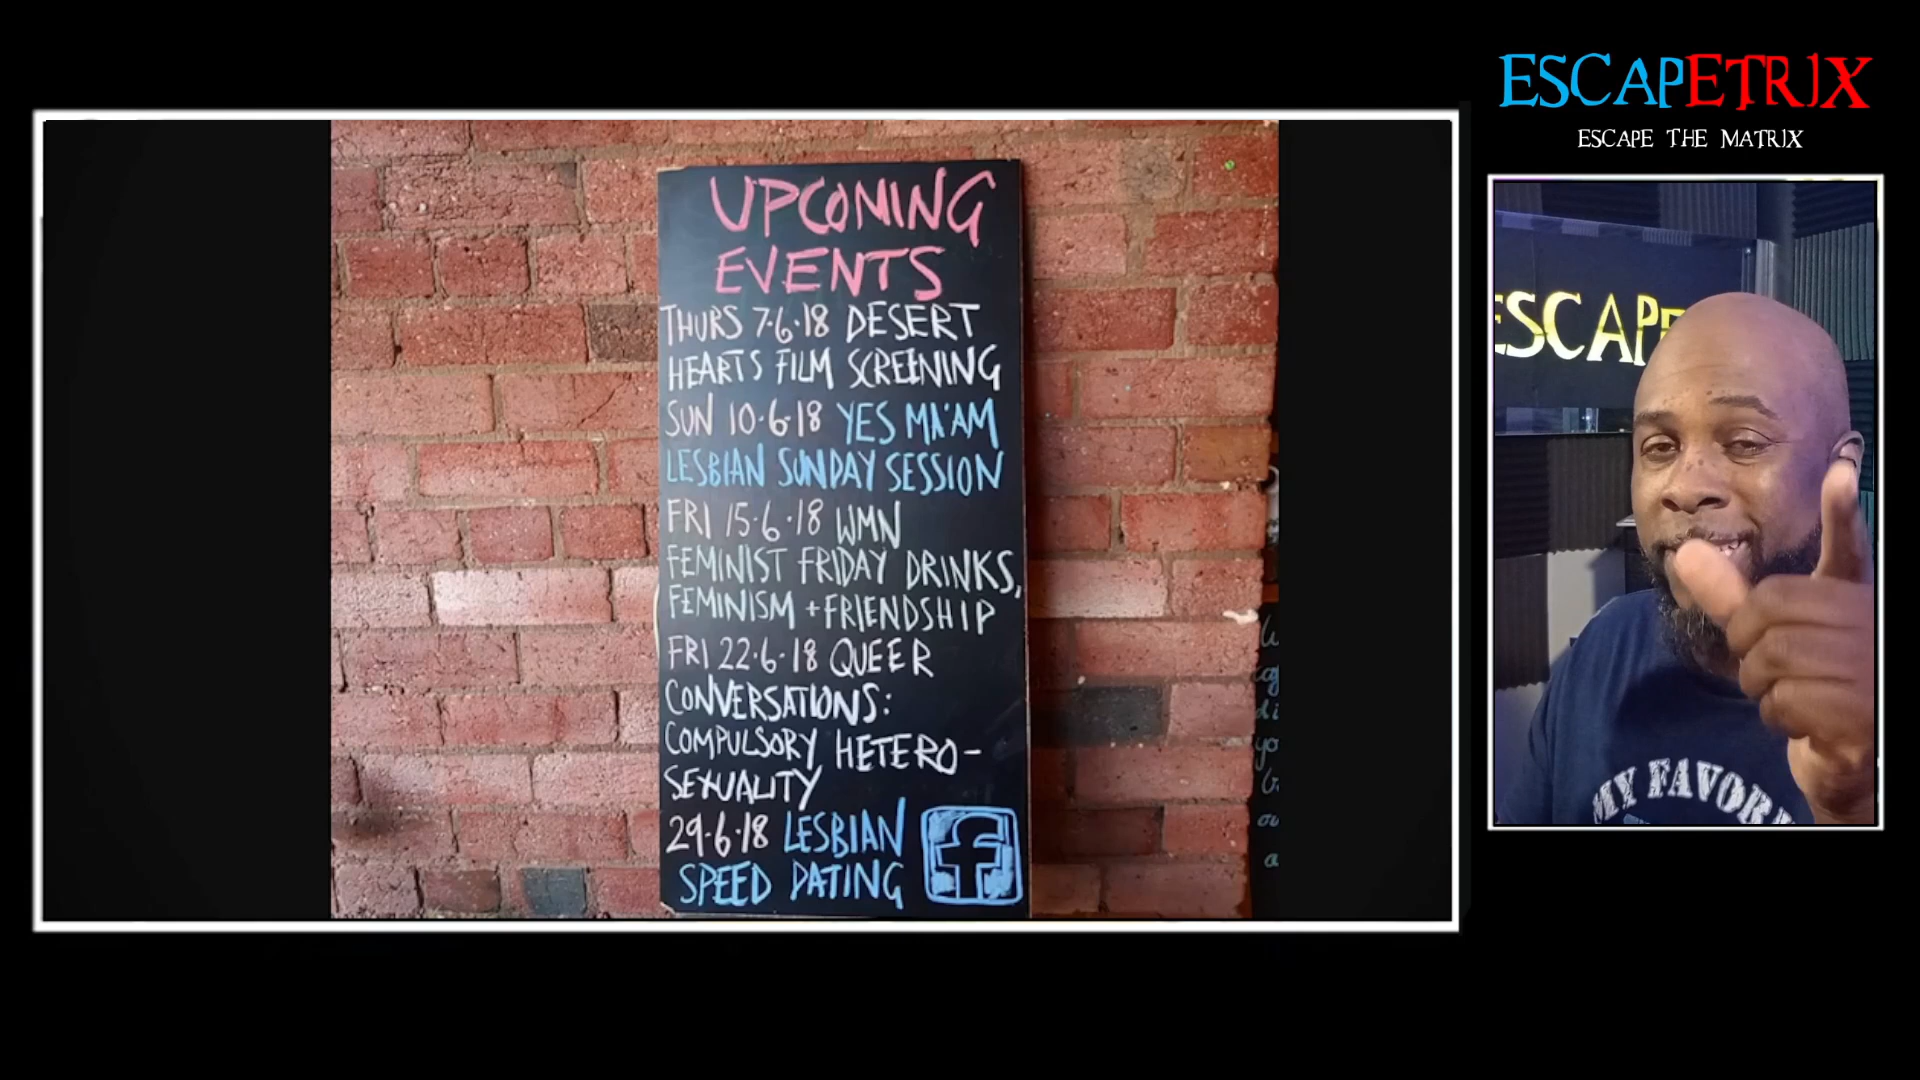 ESCAPETRIX
ESCAPE THE MATRIX
UPCOMING
EVENTS
THURS 7.6.18 DESERT
HEARTS FILM SCREENING
SUN 10.6.18 YES MA'AM
LESBIAN SUNDAY SESSION
FRI 15.6.18 WMN
FEMINIST FRIDAY DRINKS,
FEMINISM + FRIENDSHIP
FRI 22.6.18 QUEER
CONVERSATIONS:
COMPULSORY HETERO-
SEXUALITY
29.6.18 LESBIAN
SPEED DATING
f
ESCAPE
MY FAVORI